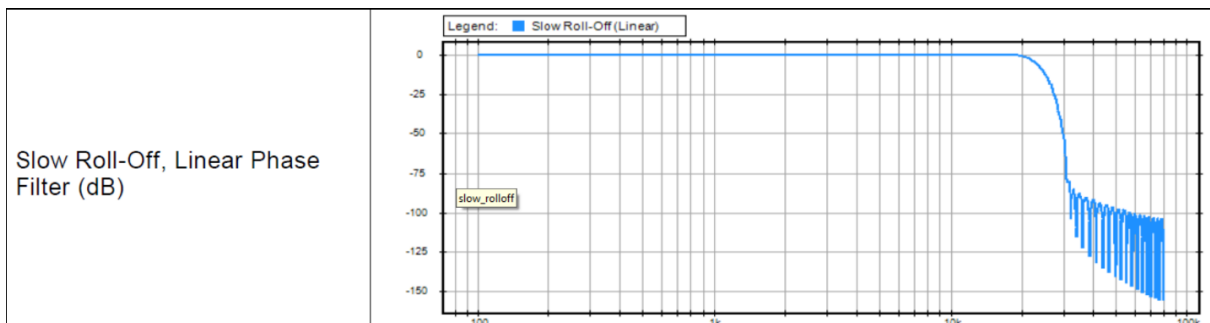 Slow Roll-Off, Linear Phase
Filter (dB)
Legend: Slow Roll-Off (Linear)
0
-25
-50
-75
slow_rolloff
-100
-125
-150
100 1k 10k 100k